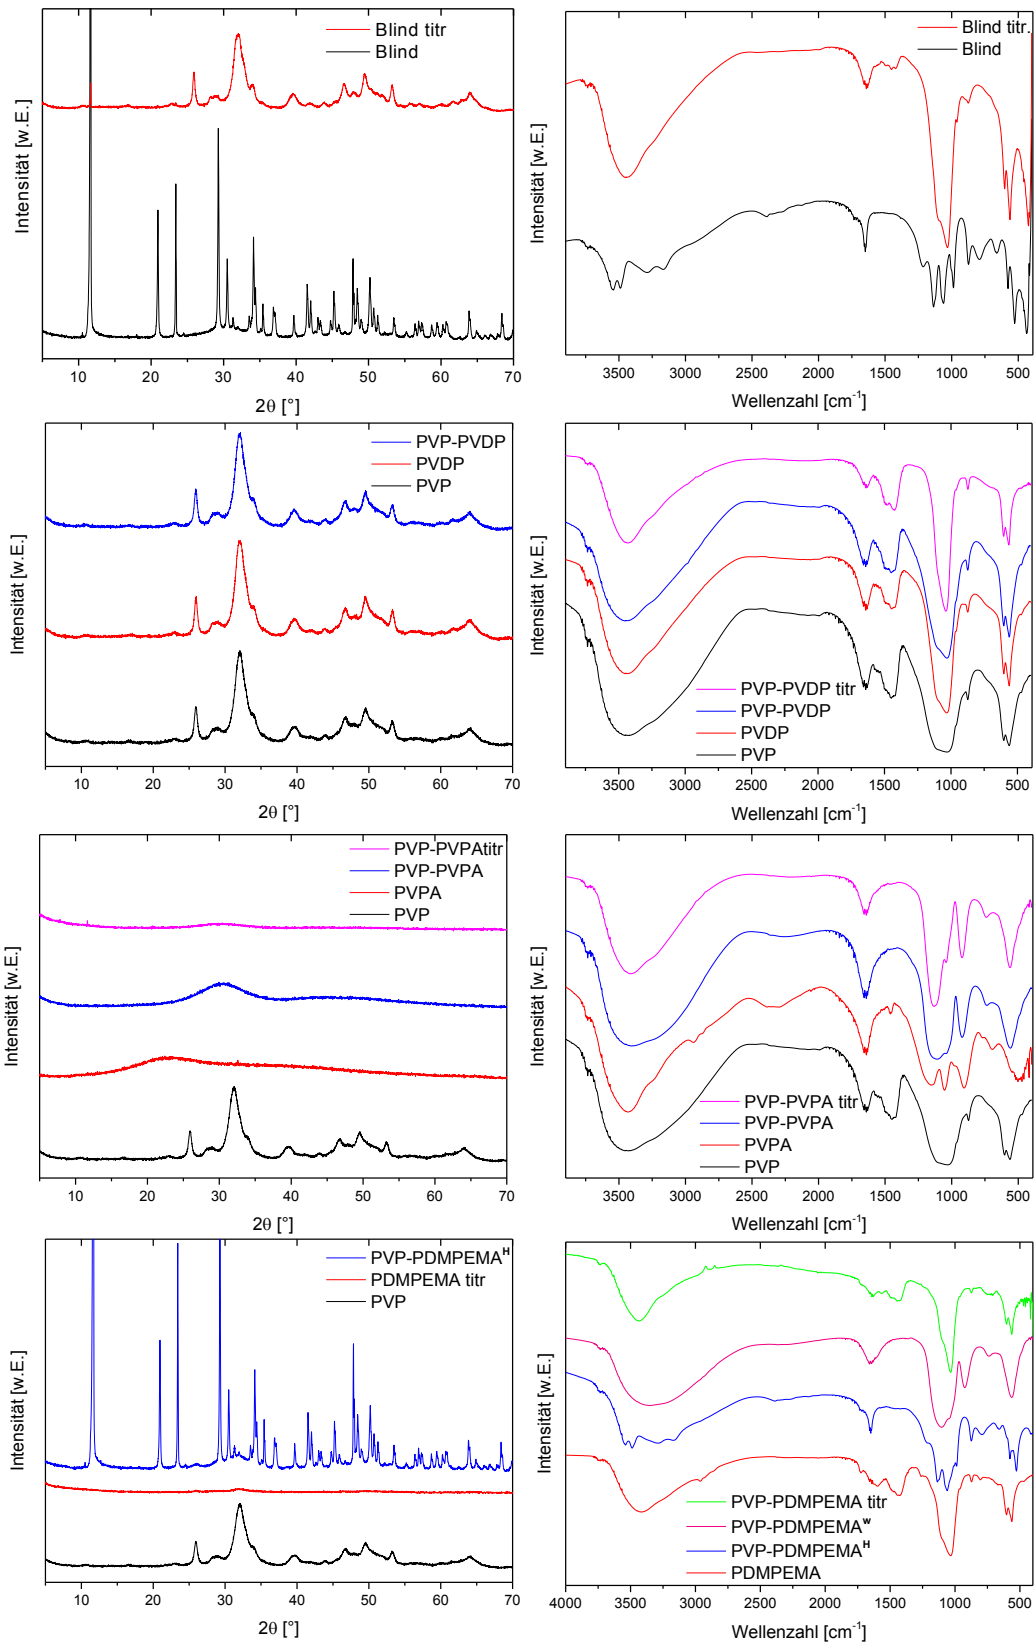 Blind titr
Blind
Intensität [w.E.]
10 20 30 40 50 60 70
2θ [°]
Blind titr.
Blind
Intensität [w.E.]
3500 3000 2500 2000 1500 1000 500
Wellenzahl [cm⁻¹]
PVP-PVDP
PVDP
PVP
Intensität [w.E.]
10 20 30 40 50 60 70
2θ [°]
PVP-PVDP titr
PVP-PVDP
PVDP
PVP
Intensität [w.E.]
3500 3000 2500 2000 1500 1000 500
Wellenzahl [cm⁻¹]
PVP-PVPAtitr
PVP-PVPA
PVPA
PVP
Intensität [w.E.]
10 20 30 40 50 60 70
2θ [°]
PVP-PVPA titr
PVP-PVPA
PVPA
PVP
Intensität [w.E.]
3500 3000 2500 2000 1500 1000 500
Wellenzahl [cm⁻¹]
PVP-PDMPEMAᴴ
PDMPEMA titr
PVP
Intensität [w.E.]
10 20 30 40 50 60 70
2θ [°]
PVP-PDMPEMA titr
PVP-PDMPEMAʷ
PVP-PDMPEMAᴴ
PDMPEMA
Intensität [w.E.]
4000 3500 3000 2500 2000 1500 1000 500
Wellenzahl [cm⁻¹]